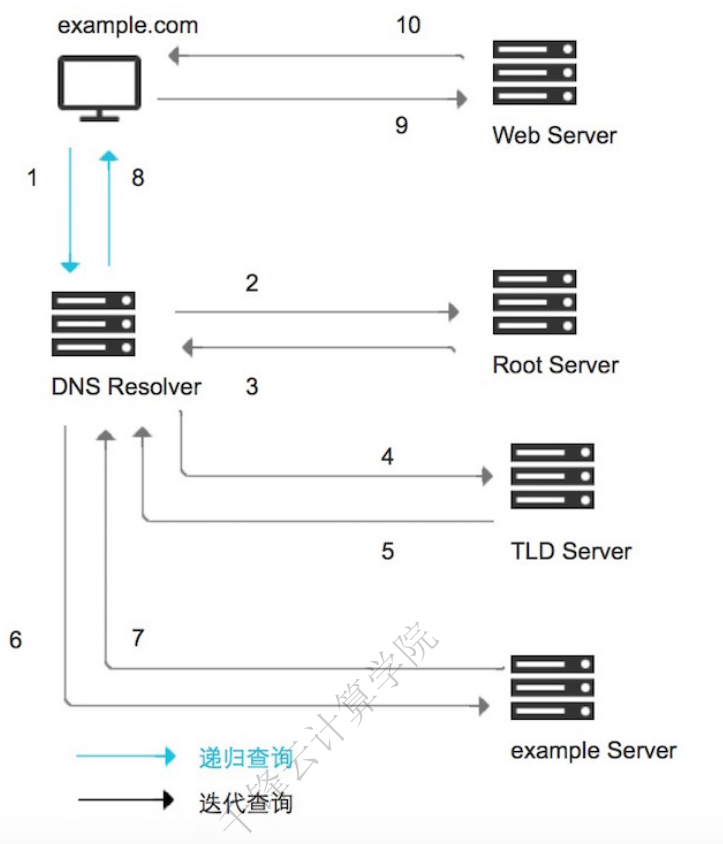 example.com
10
9
Web Server
1
8
2
Root Server
DNS Resolver
3
4
5
TLD Server
6
7
example Server
递归查询
迭代查询
千锋云计算学院